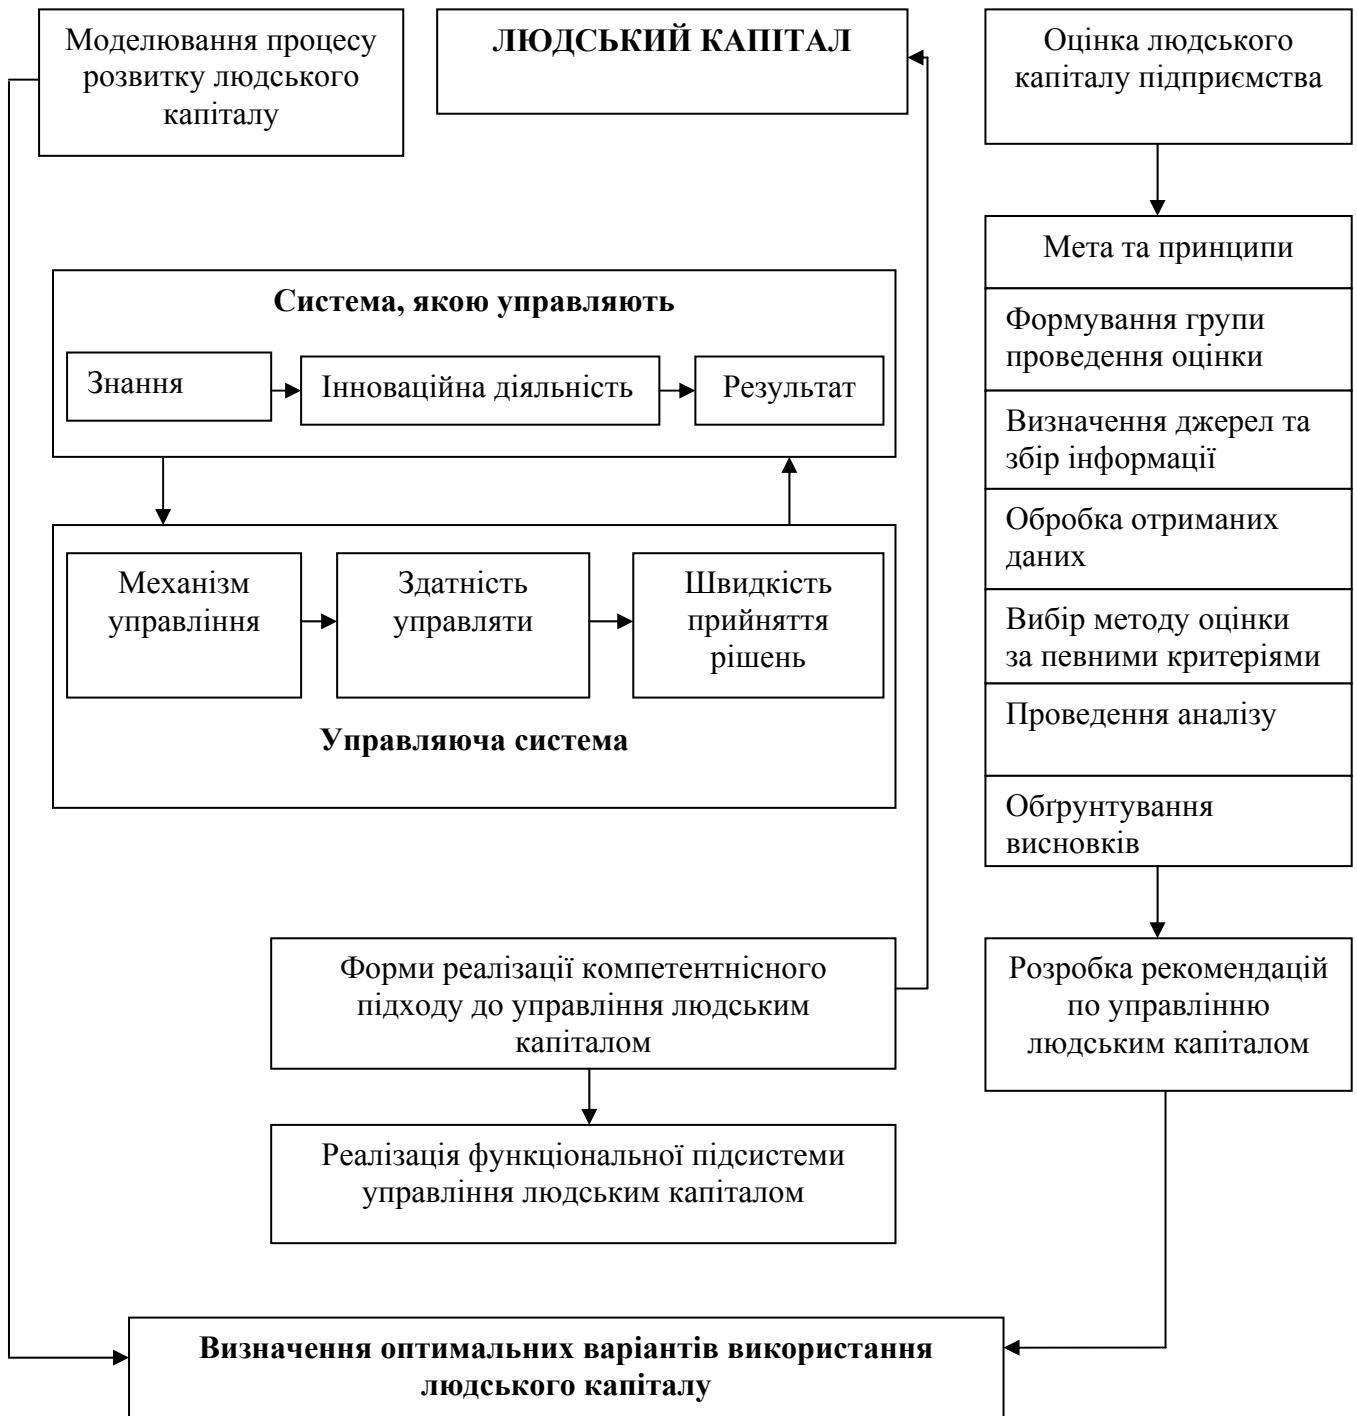 Моделювання процесу
розвитку людського
капіталу
ЛЮДСЬКИЙ КАПІТАЛ
Оцінка людського
капіталу підприємства
Мета та принципи
Формування групи
проведення оцінки
Визначення джерел та
збір інформації
Обробка отриманих
даних
Вибір методу оцінки
за певними критеріями
Проведення аналізу
Обґрунтування
висновків
Система, якою управляють
Знання
Інноваційна діяльність
Результат
Механізм
управління
Здатність
управляти
Швидкість
прийняття
рішень
Управляюча система
Форми реалізації компетентнісного
підходу до управління людським
капіталом
Розробка рекомендацій
по управлінню
людським капіталом
Реалізація функціональної підсистеми
управління людським капіталом
Визначення оптимальних варіантів використання
людського капіталу